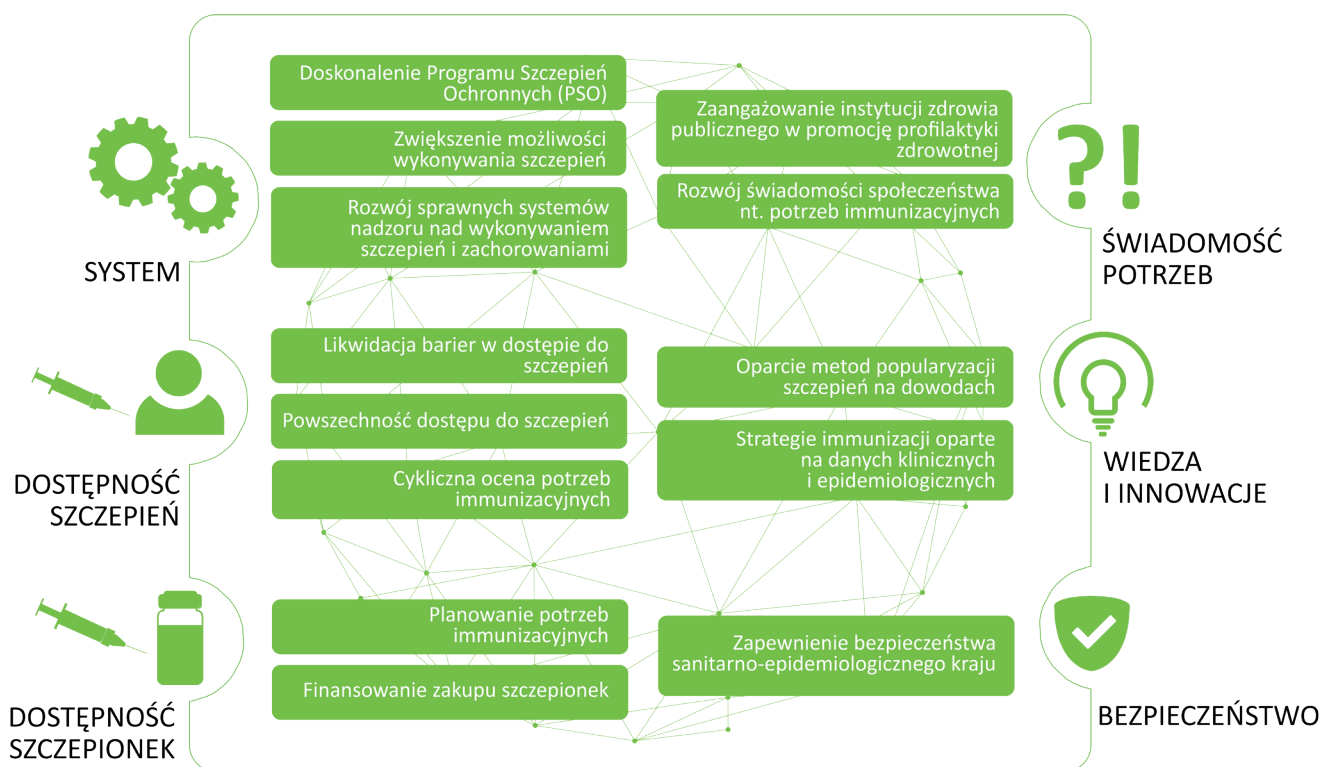 Doskonalenie Programu Szczepień
Ochronnych (PSO)
Zwiększenie możliwości
wykonywania szczepień
Rozwój sprawnych systemów
nadzoru nad wykonywaniem
szczepień i zachorowaniami
SYSTEM
Likwidacja barier w dostępie do
szczepień
Powszechność dostępu do szczepień
Cykliczna ocena potrzeb
immunizacyjnych
DOSTĘPNOŚĆ
SZCZEPIEŃ
Planowanie potrzeb
immunizacyjnych
Finansowanie zakupu szczepionek
DOSTĘPNOŚĆ
SZCZEPIONEK
Zaangażowanie instytucji zdrowia
publicznego w promocję profilaktyki
zdrowotnej
Rozwój świadomości społeczeństwa
nt. potrzeb immunizacyjnych
?!
ŚWIADOMOŚĆ
POTRZEB
Oparcie metod popularyzacji
szczepień na dowodach
Strategie immunizacji oparte
na danych klinicznych
i epidemiologicznych
WIEDZA
I INNOWACJE
Zapewnienie bezpieczeństwa
sanitarno-epidemiologicznego kraju
BEZPIECZEŃSTWO